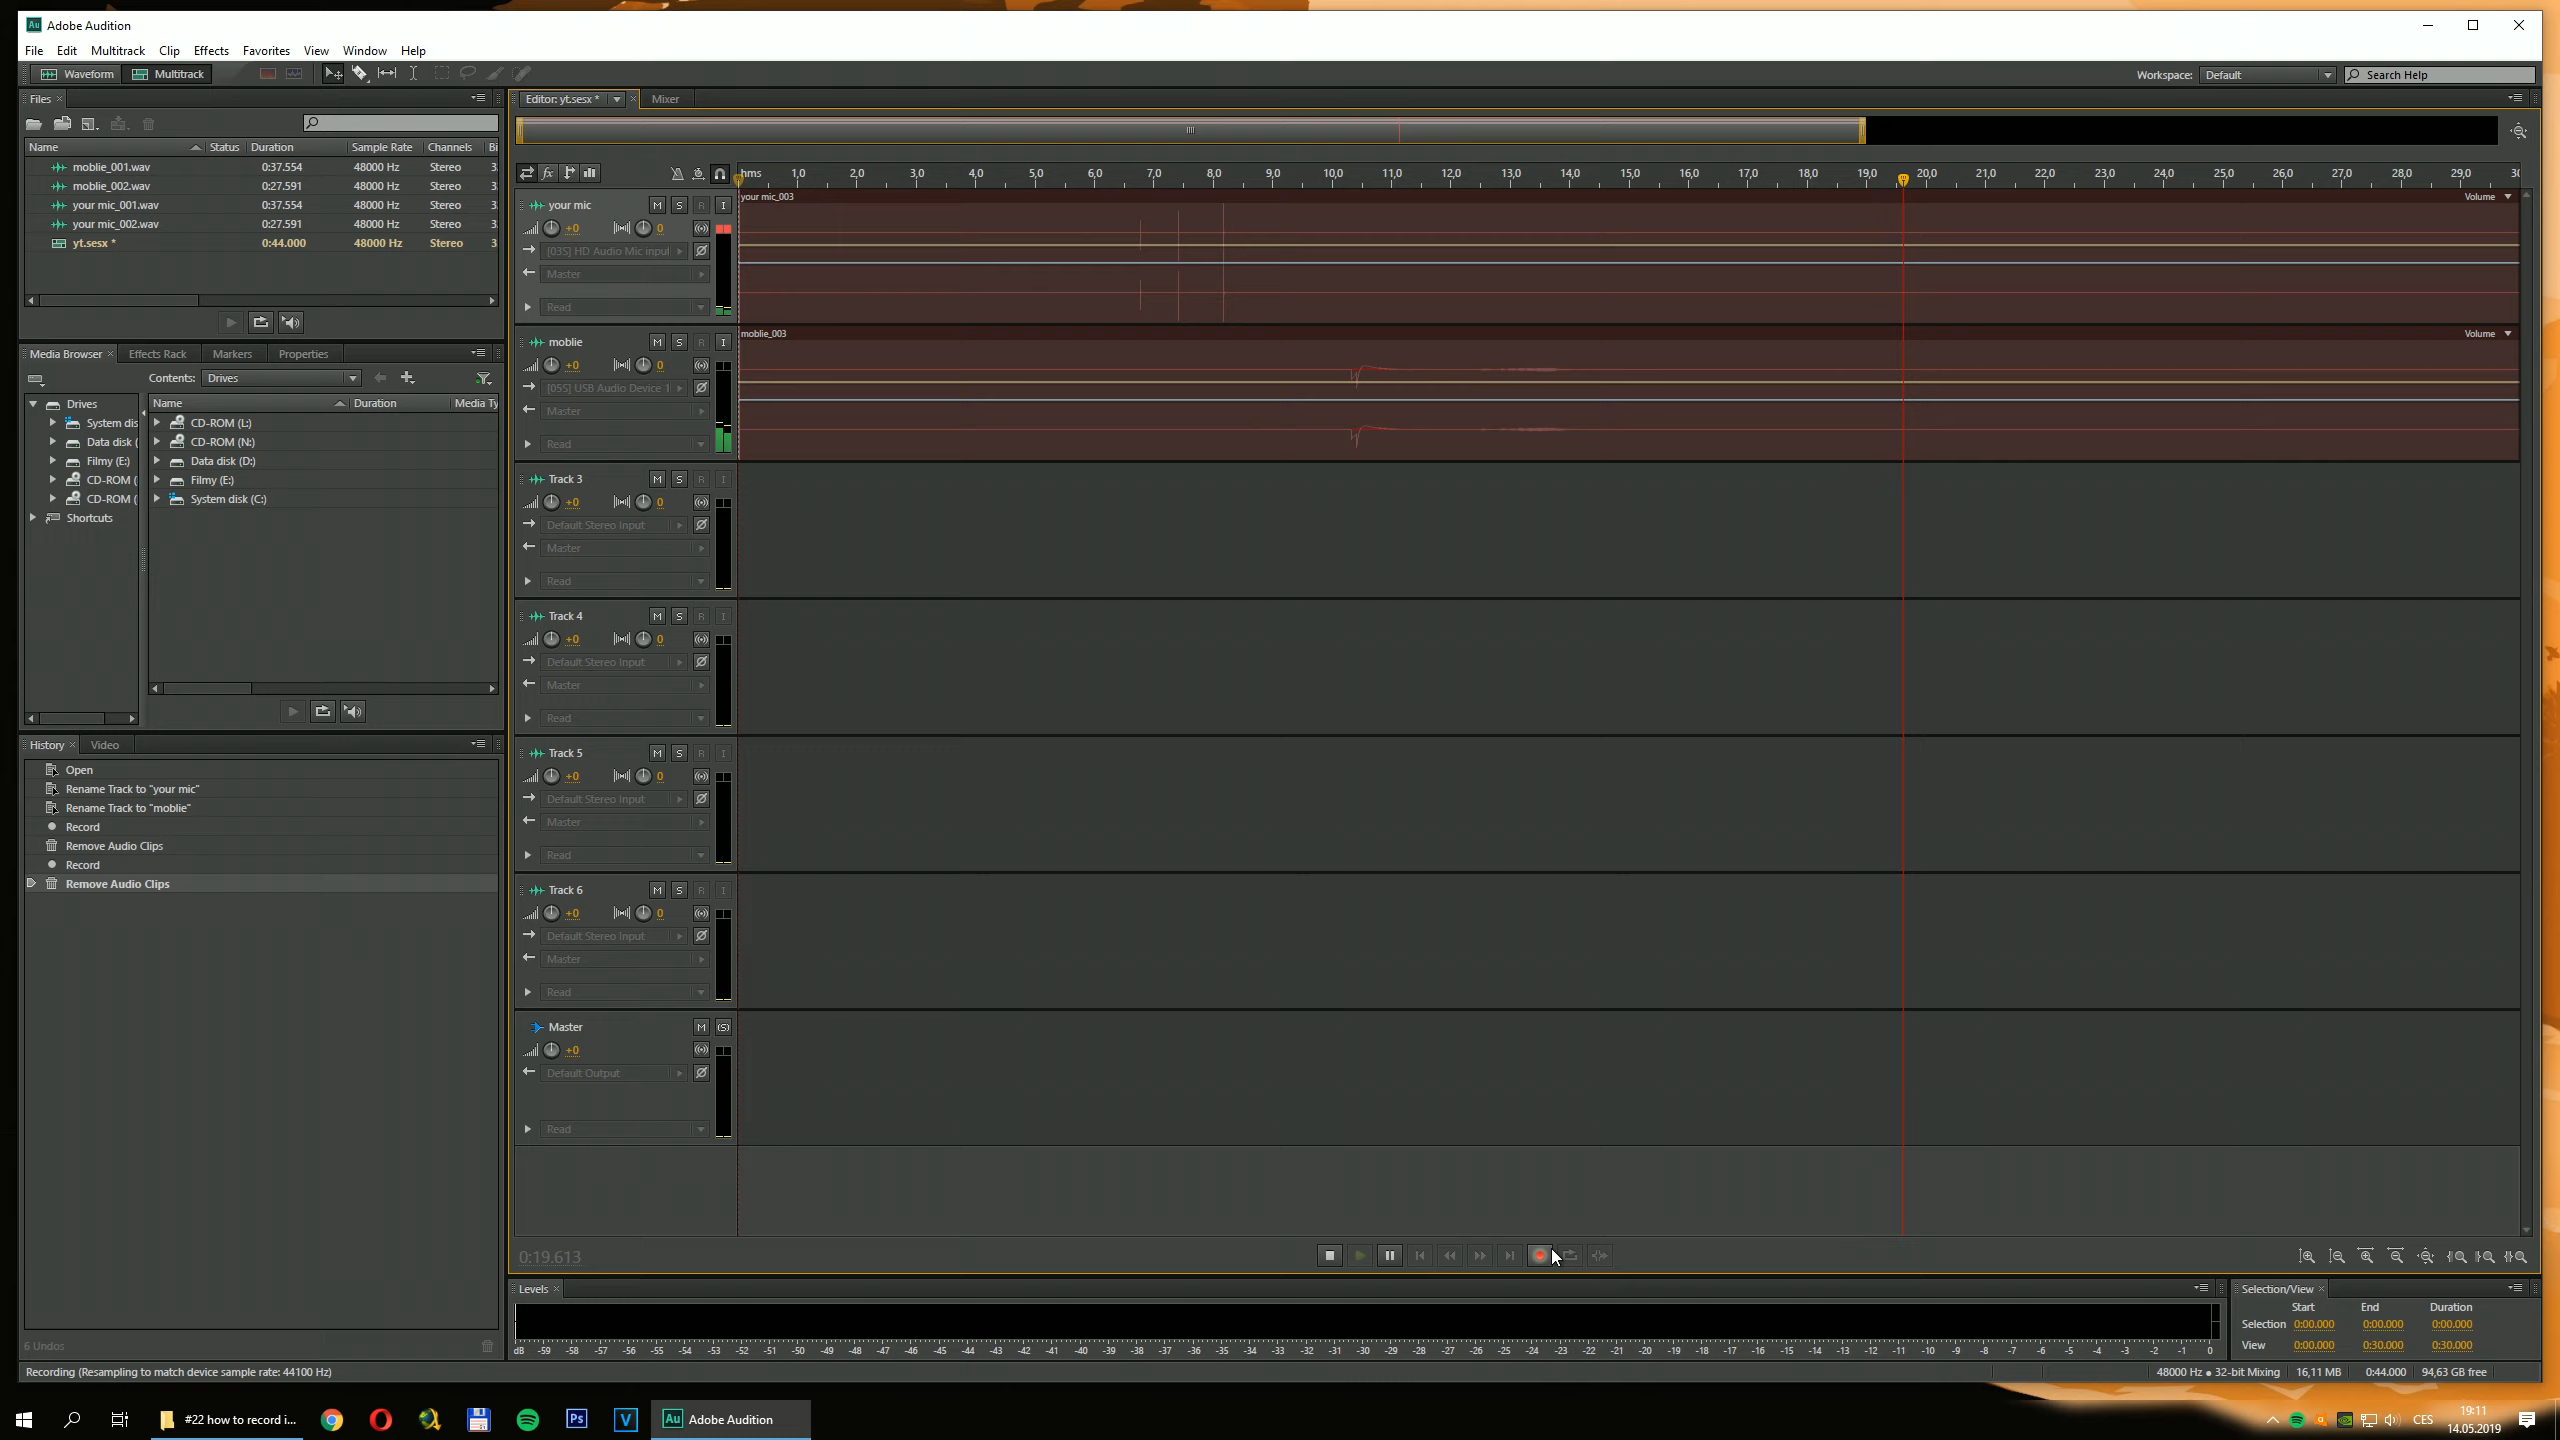 Au Adobe Audition
File Edit Multitrack Clip Effects Favorites View Window Help
Waveform Multitrack
Workspace: Default Search Help
Files
Name Status Duration Sample Rate Channels Bi
moblie_001.wav 0:37.554 48000 Hz Stereo 3
moblie_002.wav 0:27.591 48000 Hz Stereo 3
your mic_001.wav 0:37.554 48000 Hz Stereo 3
your mic_002.wav 0:27.591 48000 Hz Stereo 3
yt.sesx * 0:44.000 48000 Hz Stereo 3
Media Browser Effects Rack Markers Properties
Contents: Drives
Drives
System dis
Data disk (
Filmy (E:)
CD-ROM (
CD-ROM (
Shortcuts
Name Duration Media Ty
CD-ROM (L:)
CD-ROM (N:)
Data disk (D:)
Filmy (E:)
System disk (C:)
History Video
Open
Rename Track to "your mic"
Rename Track to "moblie"
Record
Remove Audio Clips
Record
Remove Audio Clips
6 Undos
Recording (Resampling to match device sample rate: 44100 Hz)
Editor: yt.sesx * Mixer
fx
hms 1,0 2,0 3,0 4,0 5,0 6,0 7,0 8,0 9,0 10,0 11,0 12,0 13,0 14,0 15,0 16,0 17,0 18,0 19,0 20,0 21,0 22,0 23,0 24,0 25,0 26,0 27,0 28,0 29,0 30
your mic M S R I
+0 0
[03S] HD Audio Mic input
Master
Read
your mic_003 Volume
moblie M S R I
+0 0
[05S] USB Audio Device 1
Master
Read
moblie_003 Volume
Track 3 M S R I
+0 0
Default Stereo Input
Master
Read
Track 4 M S R I
+0 0
Default Stereo Input
Master
Read
Track 5 M S R I
+0 0
Default Stereo Input
Master
Read
Track 6 M S R I
+0 0
Default Stereo Input
Master
Read
Master M (S)
+0
Default Output
Read
0:19.613
Levels
dB -59 -58 -57 -56 -55 -54 -53 -52 -51 -50 -49 -48 -47 -46 -45 -44 -43 -42 -41 -40 -39 -38 -37 -36 -35 -34 -33 -32 -31 -30 -29 -28 -27 -26 -25 -24 -23 -22 -21 -20 -19 -18 -17 -16 -15 -14 -13 -12 -11 -10 -9 -8 -7 -6 -5 -4 -3 -2 -1 0
Selection/View
Start End Duration
Selection 0:00.000 0:00.000 0:00.000
View 0:00.000 0:30.000 0:30.000
48000 Hz • 32-bit Mixing 16,11 MB 0:44.000 94,63 GB free
#22 how to record i...
Ps
V
Au Adobe Audition
CES
19:11
14.05.2019